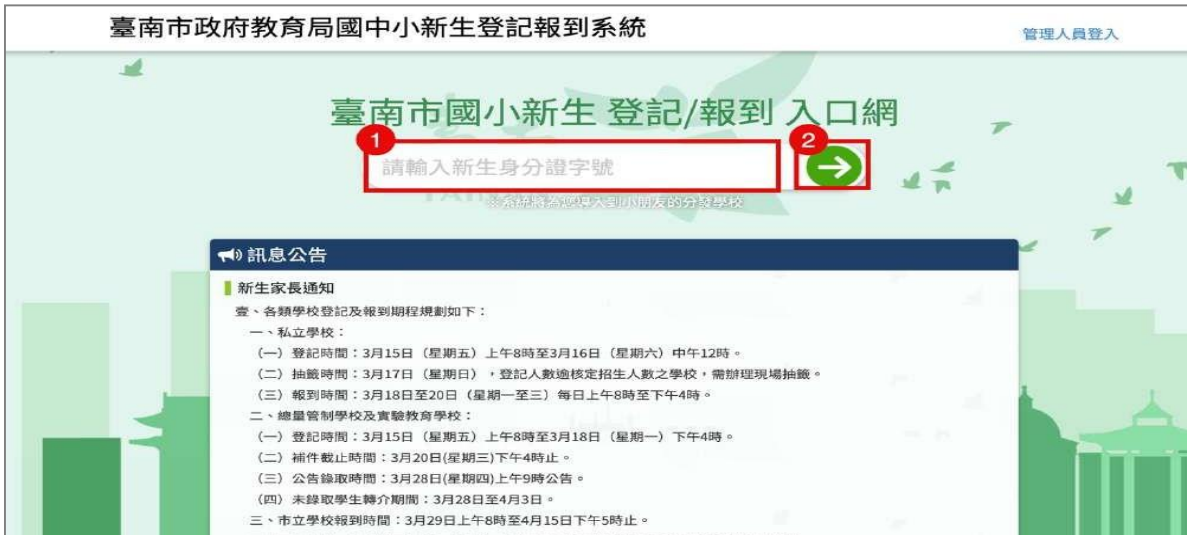 臺南市政府教育局國中小新生登記報到系統
管理人員登入
臺南市國小新生 登記/報到 入口網
1
2
請輸入新生身分證字號
※系統將為您導入到小朋友的分發學校
訊息公告
新生家長通知
壹、各類學校登記及報到期程規劃如下：
一、私立學校：
（一）登記時間：3月15日（星期五）上午8時至3月16日（星期六）中午12時。
（二）抽籤時間：3月17日（星期日），登記人數逾核定招生人數之學校，需辦理現場抽籤。
（三）報到時間：3月18日至20日（星期一至三）每日上午8時至下午4時。
二、總量管制學校及實驗教育學校：
（一）登記時間：3月15日（星期五）上午8時至3月18日（星期一）下午4時。
（二）補件截止時間：3月20日(星期三)下午4時止。
（三）公告錄取時間：3月28日(星期四)上午9時公告。
（四）未錄取學生轉介期間：3月28日至4月3日。
三、市立學校報到時間：3月29日上午8時至4月15日下午5時止。